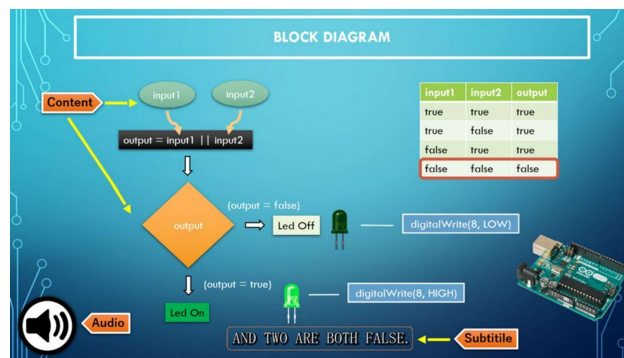 BLOCK DIAGRAM
Content
input1
input2
output = input1 || input2
input1 input2 output
true true true
true false true
false true true
false false false
output
(output = false)
Led Off
digitalWrite(8, LOW)
(output = true)
Led On
digitalWrite(8, HIGH)
Audio
AND TWO ARE BOTH FALSE.
Subtitile